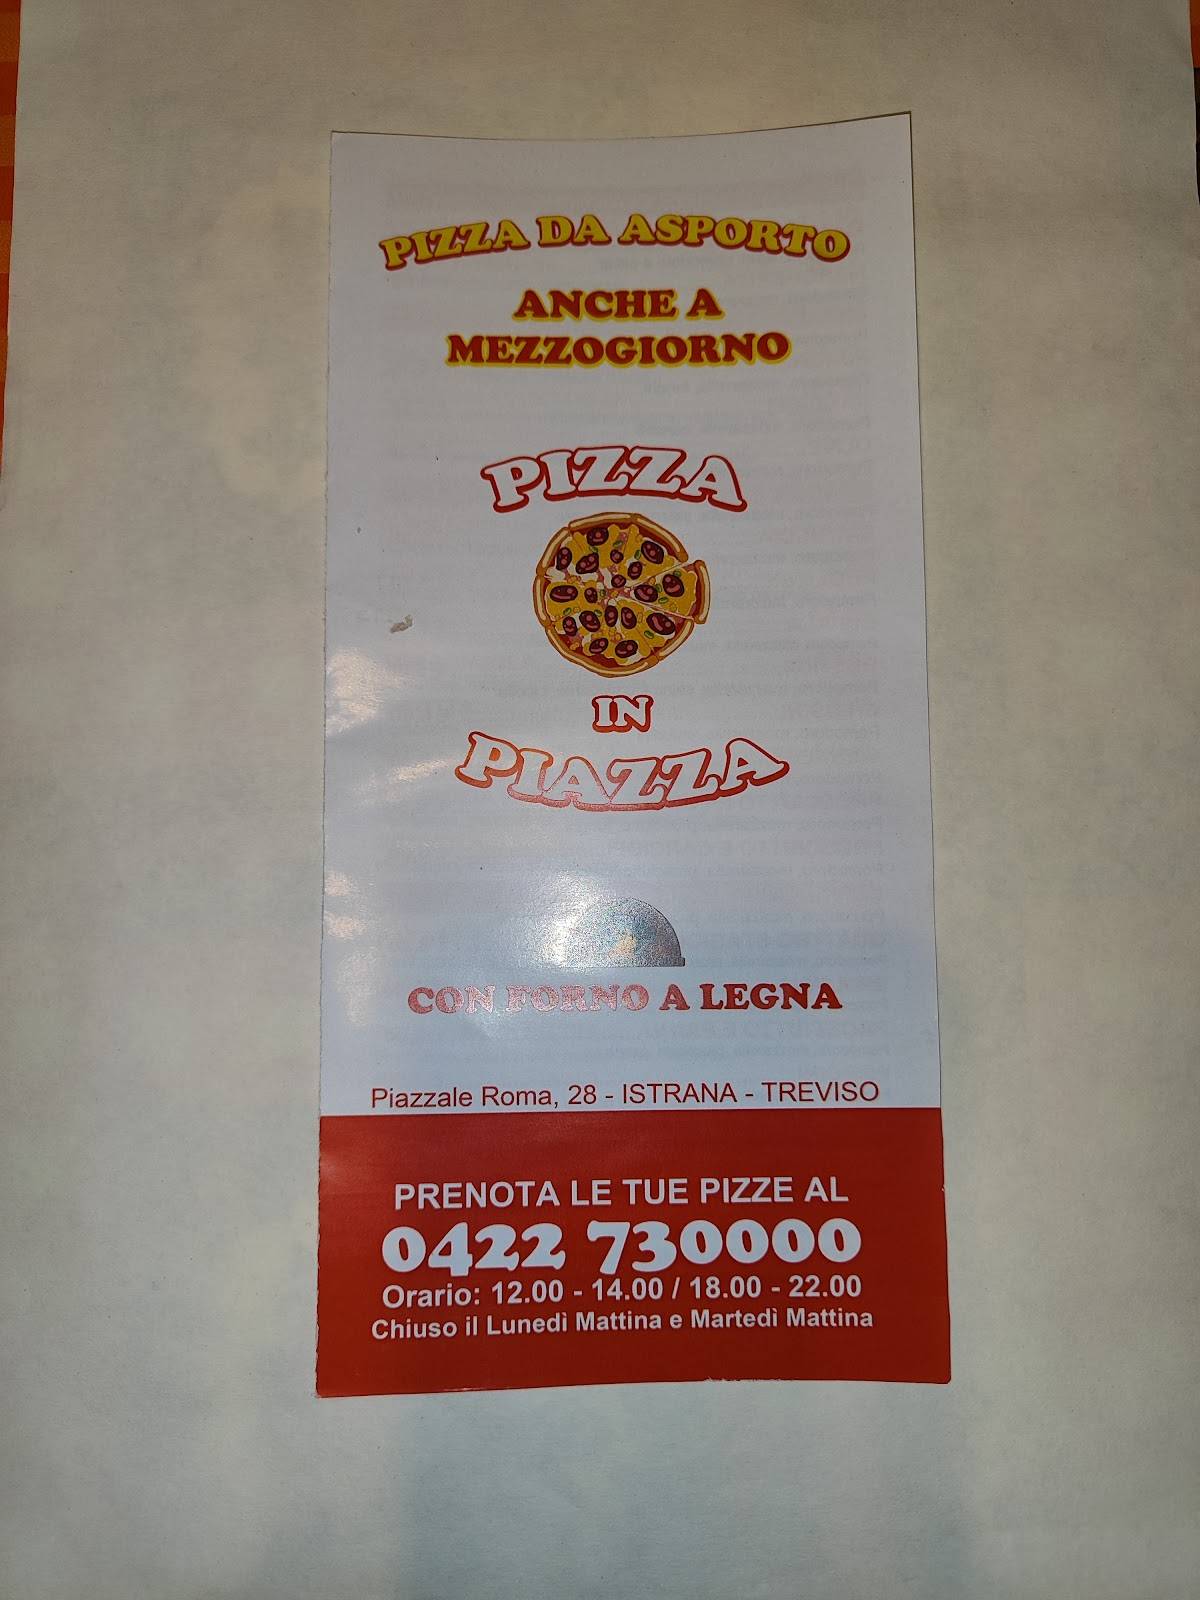 PIZZA DA ASPORTO
ANCHE A
MEZZOGIORNO
PIZZA
IN
PIAZZA
CON FORNO A LEGNA
Piazzale Roma, 28 - ISTRANA - TREVISO
PRENOTA LE TUE PIZZE AL
0422 730000
Orario: 12.00 - 14.00 / 18.00 - 22.00
Chiuso il Lunedì Mattina e Martedì Mattina